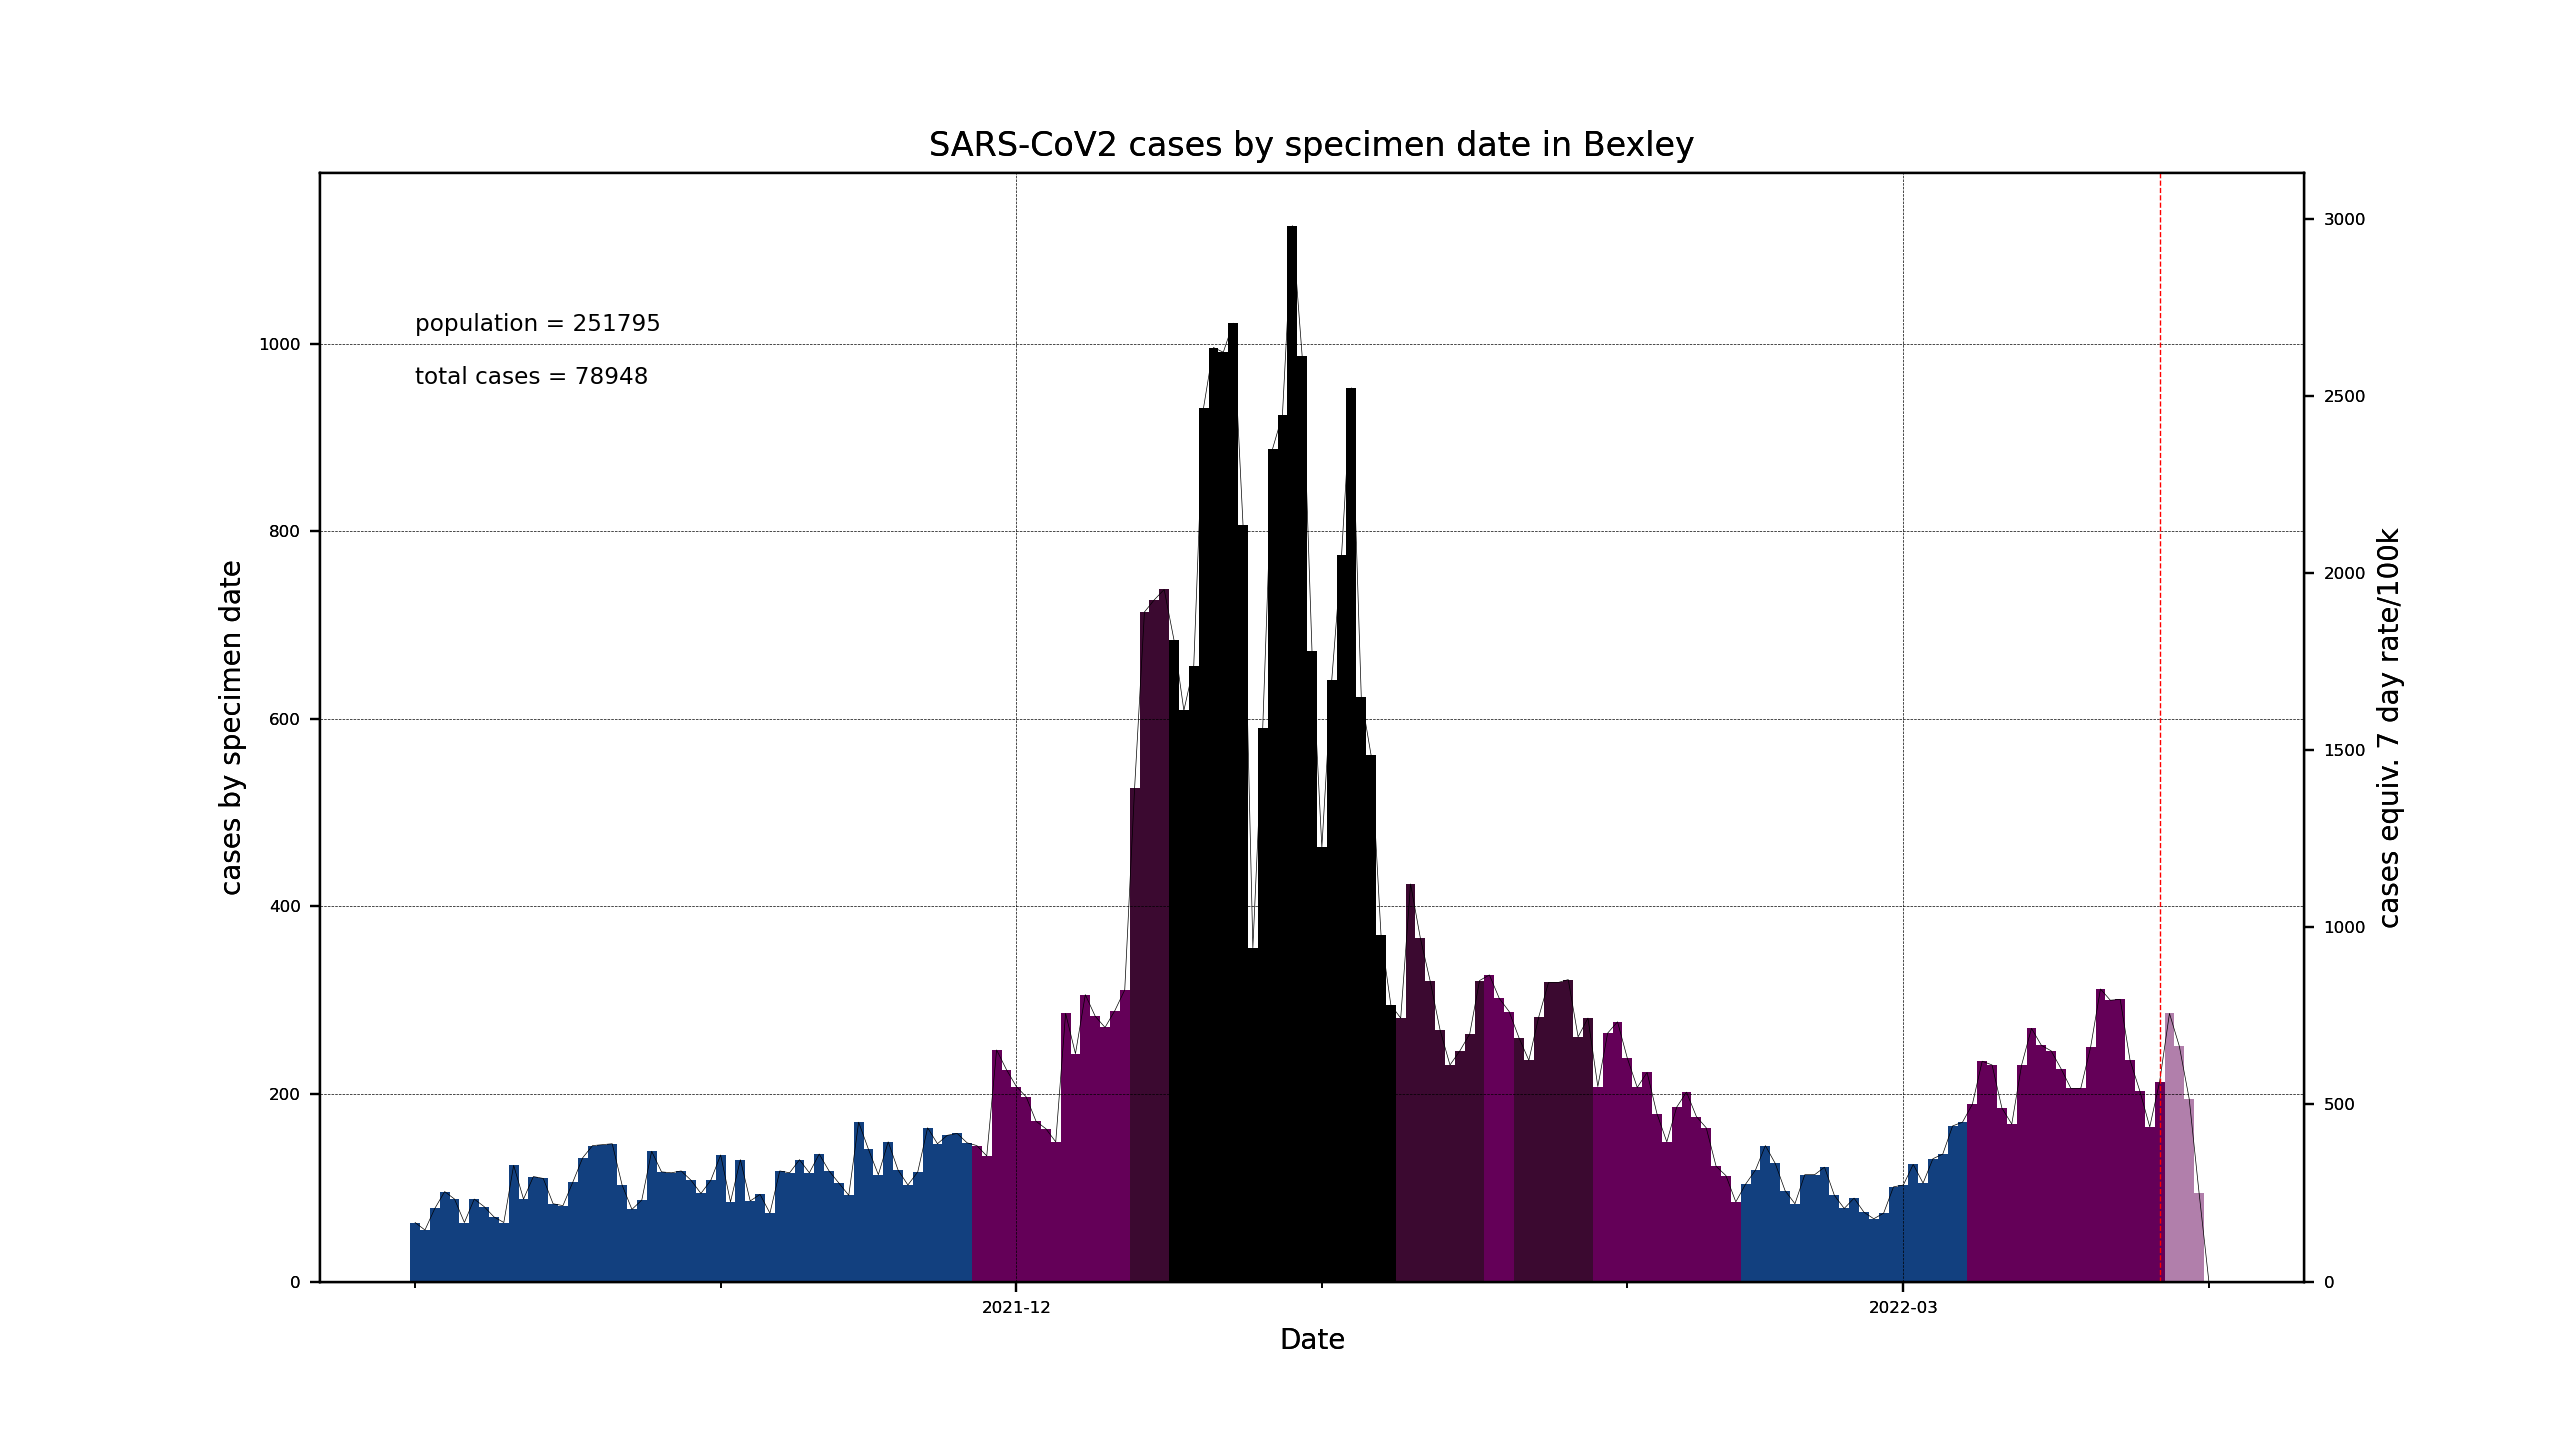 SARS-CoV2 cases by specimen date in Bexley
population = 251795
total cases = 78948
cases by specimen date
0
200
400
600
800
1000
cases equiv. 7 day rate/100k
0
500
1000
1500
2000
2500
3000
2021-12
2022-03
Date